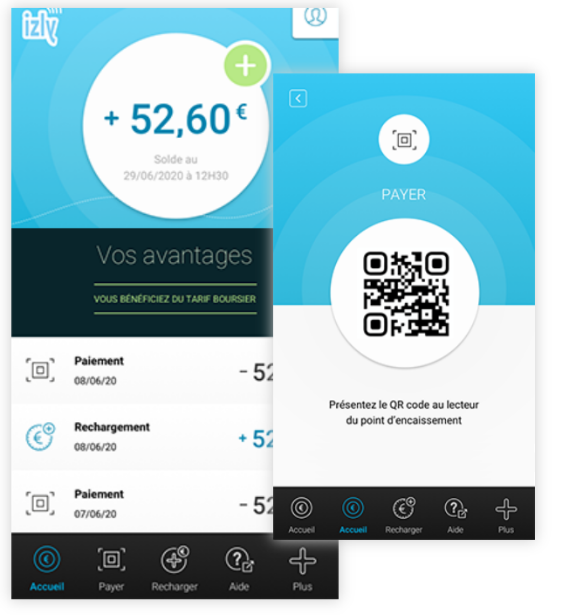 izly
+ 52,60 €
Solde au
29/06/2020 à 12H30
Vos avantages
VOUS BÉNÉFICIEZ DU TARIF BOURSIER
Paiement
08/06/20
- 52
Rechargement
08/06/20
+ 52
Paiement
07/06/20
- 52
Accueil
Payer
Recharger
Aide
Plus
PAYER
Présentez le QR code au lecteur
du point d'encaissement
Accueil
Accueil
Recharger
Aide
Plus